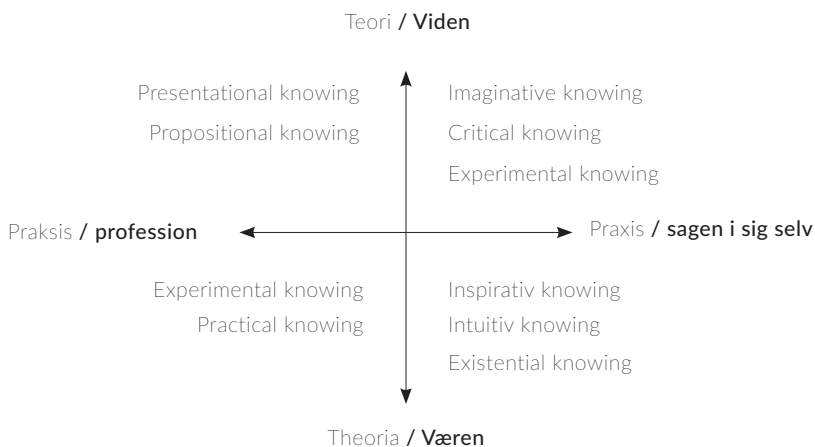 Teori / Viden
Presentational knowing
Propositional knowing
Imaginative knowing
Critical knowing
Experimental knowing
Praksis / profession
Praxis / sagen i sig selv
Experimental knowing
Practical knowing
Inspirativ knowing
Intuitiv knowing
Existential knowing
Theoria / Væren